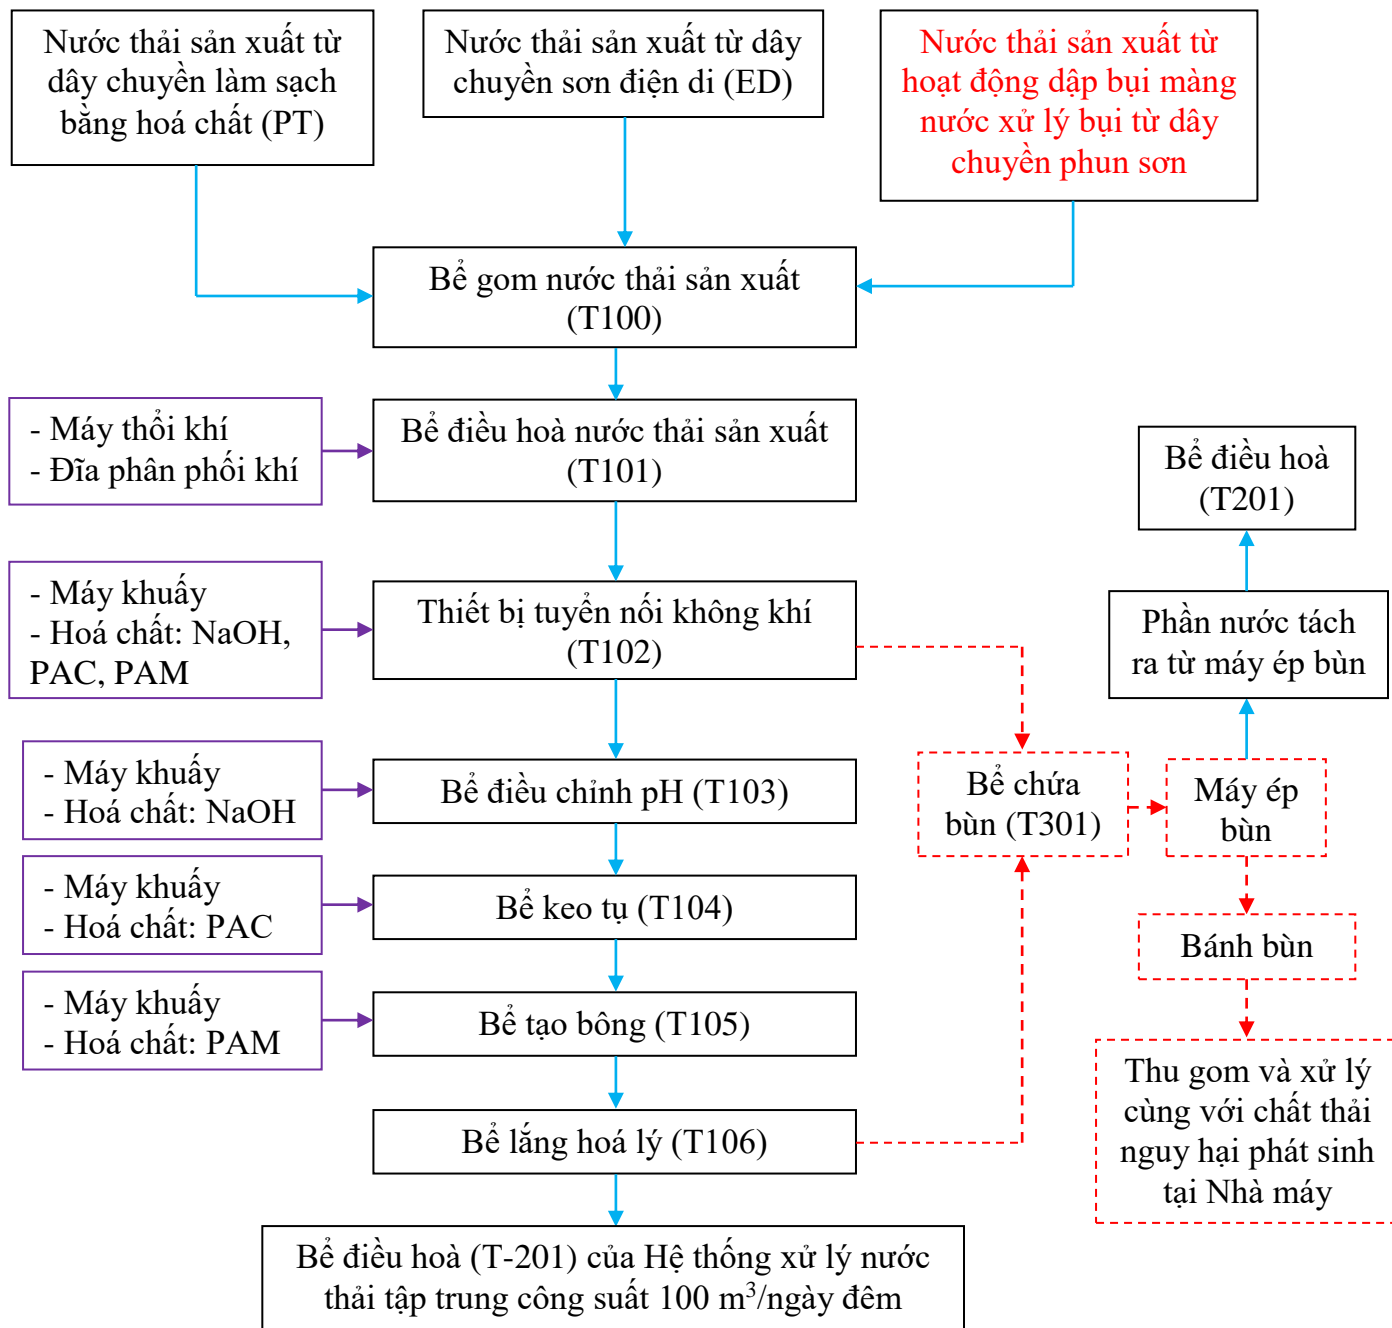 Nước thải sản xuất từ
dây chuyền làm sạch
bằng hoá chất (PT)
Nước thải sản xuất từ dây
chuyền sơn điện di (ED)
Nước thải sản xuất từ
hoạt động dập bụi màng
nước xử lý bụi từ dây
chuyền phun sơn
Bể gom nước thải sản xuất
(T100)
- Máy thổi khí
- Đĩa phân phối khí
Bể điều hoà nước thải sản xuất
(T101)
Bể điều hoà
(T201)
- Máy khuấy
- Hoá chất: NaOH,
PAC, PAM
Thiết bị tuyển nối không khí
(T102)
Phần nước tách
ra từ máy ép bùn
- Máy khuấy
- Hoá chất: NaOH
Bể điều chỉnh pH (T103)
Bể chứa
bùn (T301)
Máy ép
bùn
- Máy khuấy
- Hoá chất: PAC
Bể keo tụ (T104)
Bánh bùn
- Máy khuấy
- Hoá chất: PAM
Bể tạo bông (T105)
Thu gom và xử lý
cùng với chất thải
nguy hại phát sinh
tại Nhà máy
Bể lắng hoá lý (T106)
Bể điều hoà (T-201) của Hệ thống xử lý nước
thải tập trung công suất 100 m³/ngày đêm